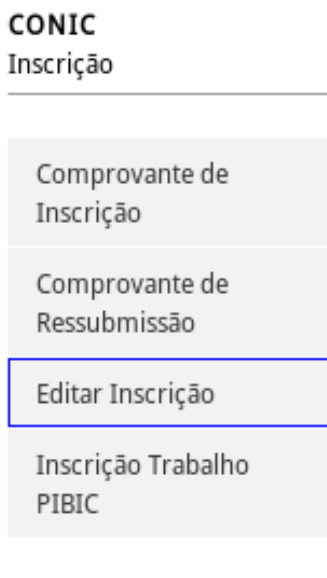 CONIC
Inscrição
Comprovante de
Inscrição
Comprovante de
Ressubmissão
Editar Inscrição
Inscrição Trabalho
PIBIC